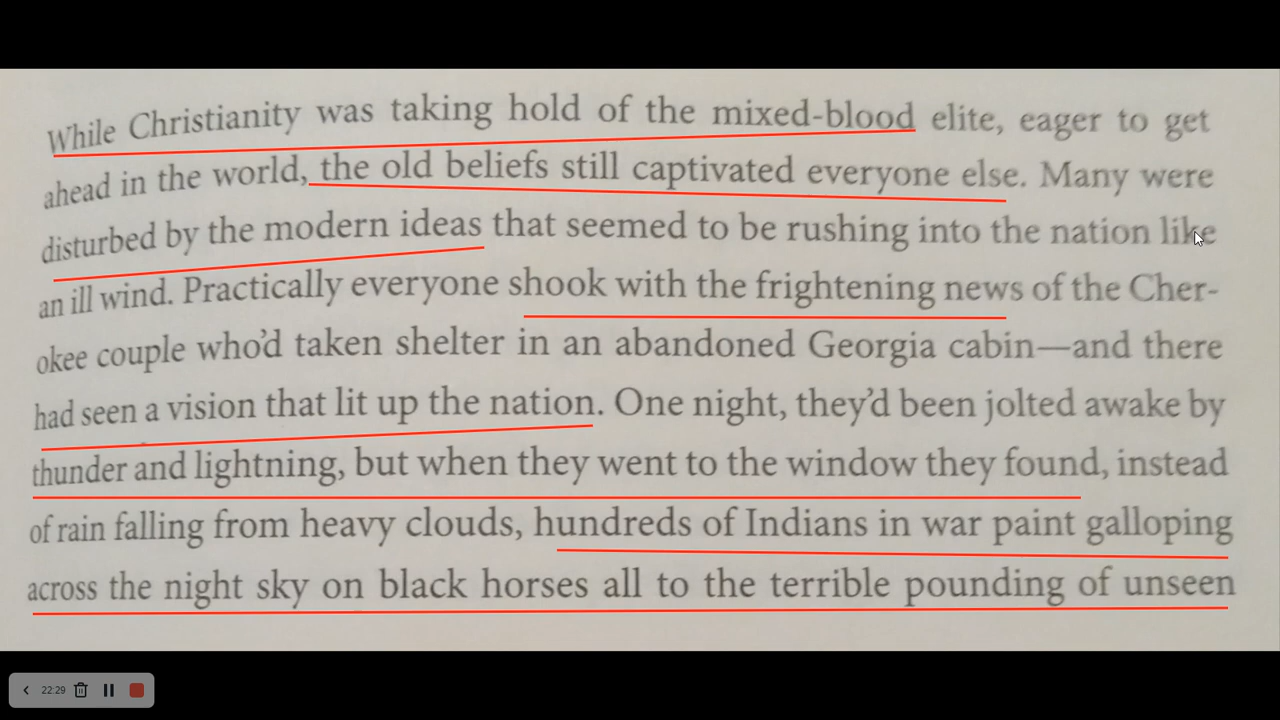 While Christianity was taking hold of the mixed-blood elite, eager to get
ahead in the world, the old beliefs still captivated everyone else. Many were
disturbed by the modern ideas that seemed to be rushing into the nation like
an ill wind. Practically everyone shook with the frightening news of the Cher-
okee couple who'd taken shelter in an abandoned Georgia cabin—and there
had seen a vision that lit up the nation. One night, they'd been jolted awake by
thunder and lightning, but when they went to the window they found, instead
of rain falling from heavy clouds, hundreds of Indians in war paint galloping
across the night sky on black horses all to the terrible pounding of unseen
22:29